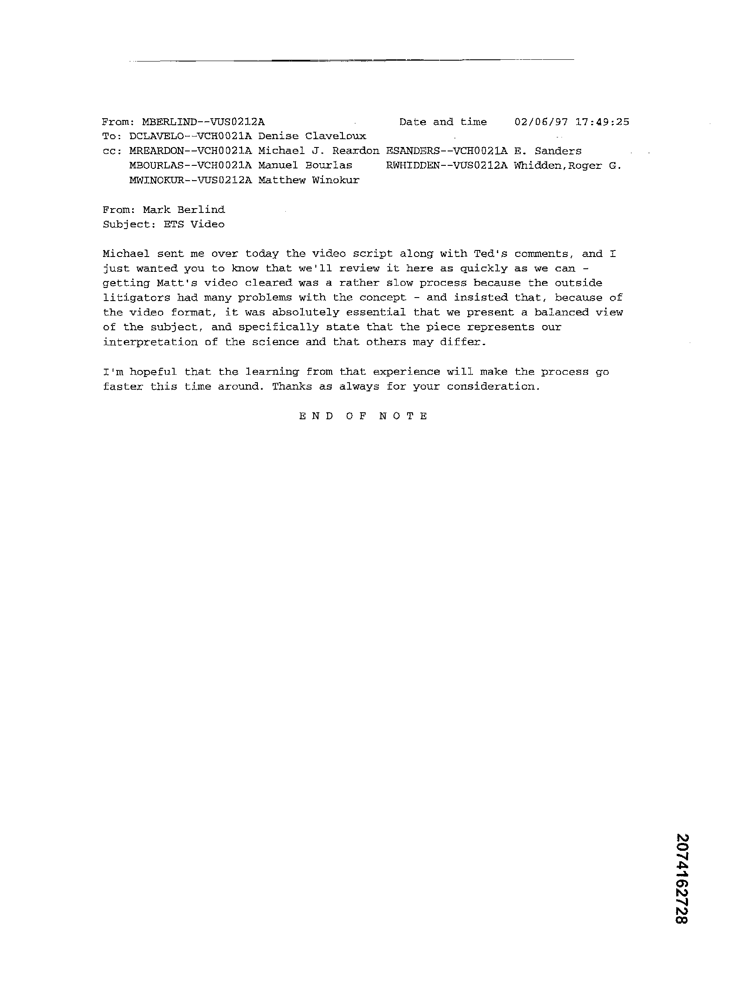 From: MBERLIND--VUS0212A Date and time 02/06/97 17:49:25
To: DCLAVELO--VCH0021A Denise Claveloux
cc: MREARDON--VCH0021A Michael J. Reardon ESANDERS--VCH0021A E. Sanders
MBOURLAS--VCH0021A Manuel Bourlas RWHIDDEN--VUS0212A Whidden,Roger G.
MWINOKUR--VUS0212A Matthew Winokur
From: Mark Berlind
Subject: ETS Video
Michael sent me over today the video script along with Ted's comments, and I
just wanted you to know that we'll review it here as quickly as we can -
getting Matt's video cleared was a rather slow process because the outside
litigators had many problems with the concept - and insisted that, because of
the video format, it was absolutely essential that we present a balanced view
of the subject, and specifically state that the piece represents our
interpretation of the science and that others may differ.
I'm hopeful that the learning from that experience will make the process go
faster this time around. Thanks as always for your consideration.
E N D   O F   N O T E
2074162728